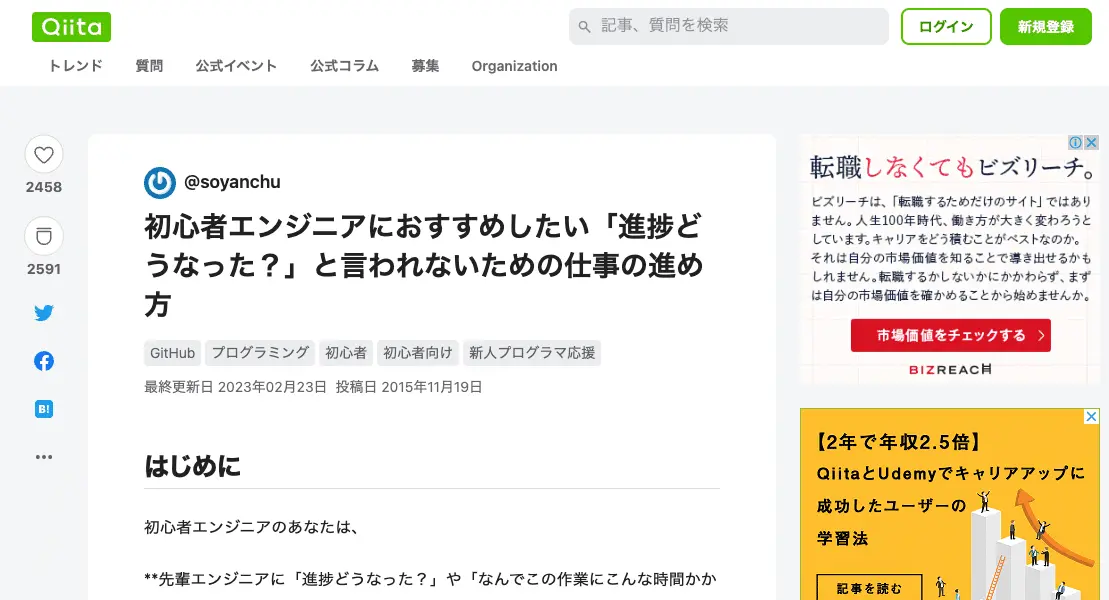 Qiita
記事、質問を検索
ログイン
新規登録
トレンド
質問
公式イベント
公式コラム
募集
Organization
2458
2591
B!
@soyanchu
初心者エンジニアにおすすめしたい「進捗ど
うなった？」と言われないための仕事の進め
方
GitHub
プログラミング
初心者
初心者向け
新人プログラマ応援
最終更新日 2023年02月23日 投稿日 2015年11月19日
はじめに
初心者エンジニアのあなたは、
**先輩エンジニアに「進捗どうなった？」や「なんでこの作業にこんな時間かか
転職しなくてもビズリーチ。
ビズリーチは、「転職するためだけのサイト」ではあり
ません。人生100年時代、働き方が大きく変わろうと
しています。キャリアをどう積むことがベストなのか。
それは自分の市場価値を知ることで導き出せるかも
しれません。転職するかしないかにかかわらず、まず
は自分の市場価値を確かめることから始めませんか。
市場価値をチェックする
BIZREACH
【2年で年収2.5倍】
QiitaとUdemyでキャリアアップに
成功したユーザーの
学習法
記事を読む